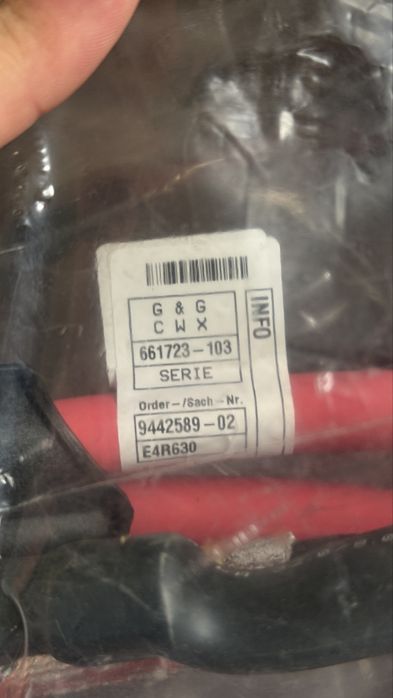 G & G
C W X
661723-103
SERIE
INFO
Order-/Sach-Nr.
9442589-02
E4R630